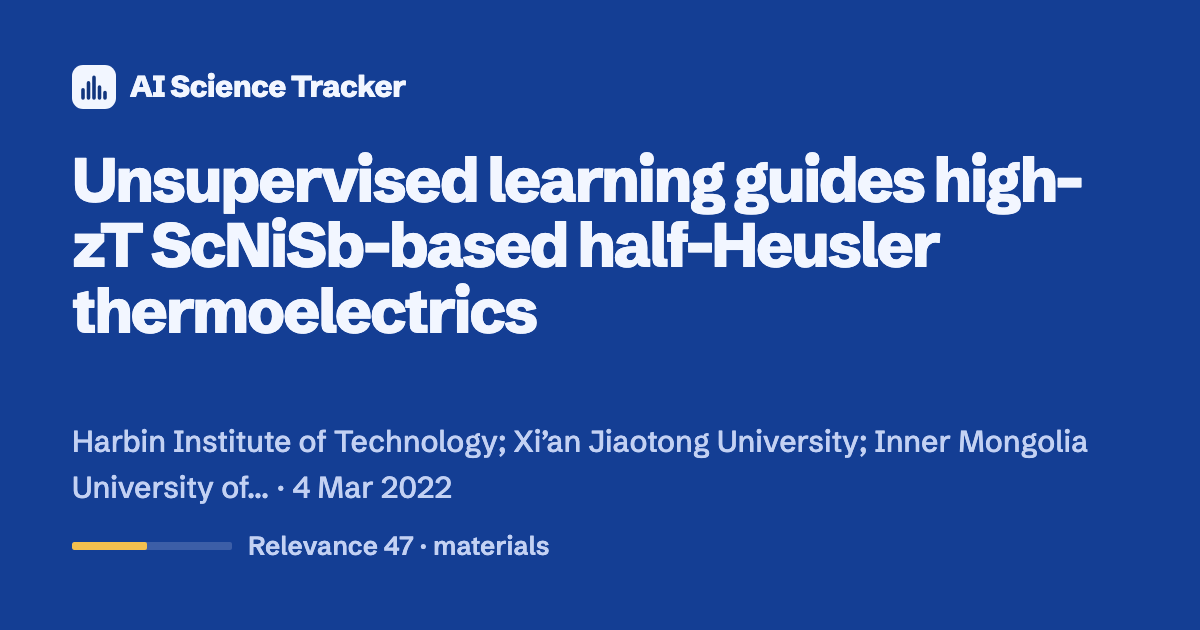 AI Science Tracker
Unsupervised learning guides high-
zT ScNiSb-based half-Heusler
thermoelectrics
Harbin Institute of Technology; Xi’an Jiaotong University; Inner Mongolia
University of… · 4 Mar 2022
Relevance 47 · materials